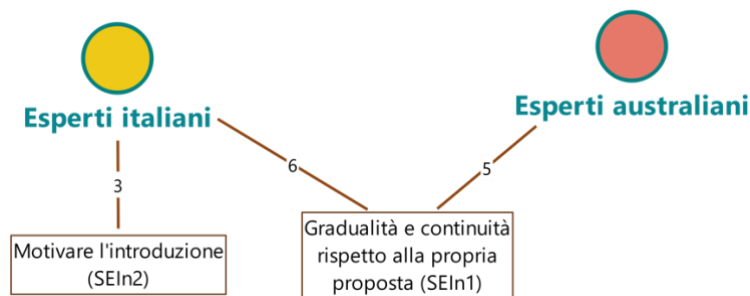 Esperti italiani
Esperti australiani
3
6
5
Motivare l'introduzione
(SEIn2)
Gradualità e continuità
rispetto alla propria
proposta (SEIn1)